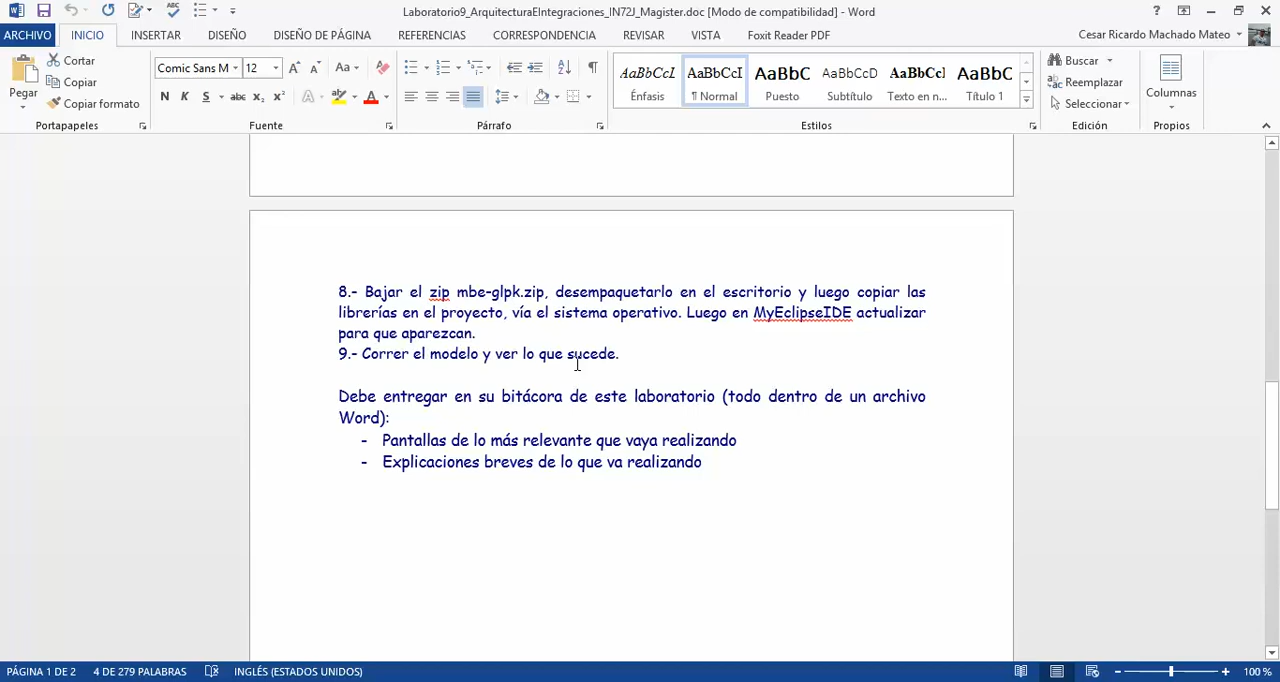 Laboratorio9_ArquitecturaEIntegraciones_IN72J_Magister.doc [Modo de compatibilidad] - Word
ARCHIVO INICIO INSERTAR DISEÑO DISEÑO DE PÁGINA REFERENCIAS CORRESPONDENCIA REVISAR VISTA Foxit Reader PDF Cesar Ricardo Machado Mateo
Pegar
Cortar
Copiar
Copiar formato
Portapapeles
Comic Sans M 12
N K S abc x₂ x²
Fuente
Párrafo
AaBbCcI AaBbCcI AaBbC AaBbCcD AaBbCcI AaBbC
Énfasis ¶ Normal Puesto Subtítulo Texto en n... Título 1
Estilos
Buscar
Reemplazar
Seleccionar
Edición
Columnas
Propios
8.- Bajar el zip mbe-glpk.zip, desempaquetarlo en el escritorio y luego copiar las
librerías en el proyecto, vía el sistema operativo. Luego en MyEclipseIDE actualizar
para que aparezcan.
9.- Correr el modelo y ver lo que sucede.
Debe entregar en su bitácora de este laboratorio (todo dentro de un archivo
Word):
- Pantallas de lo más relevante que vaya realizando
- Explicaciones breves de lo que va realizando
PÁGINA 1 DE 2 4 DE 279 PALABRAS INGLÉS (ESTADOS UNIDOS) 100 %